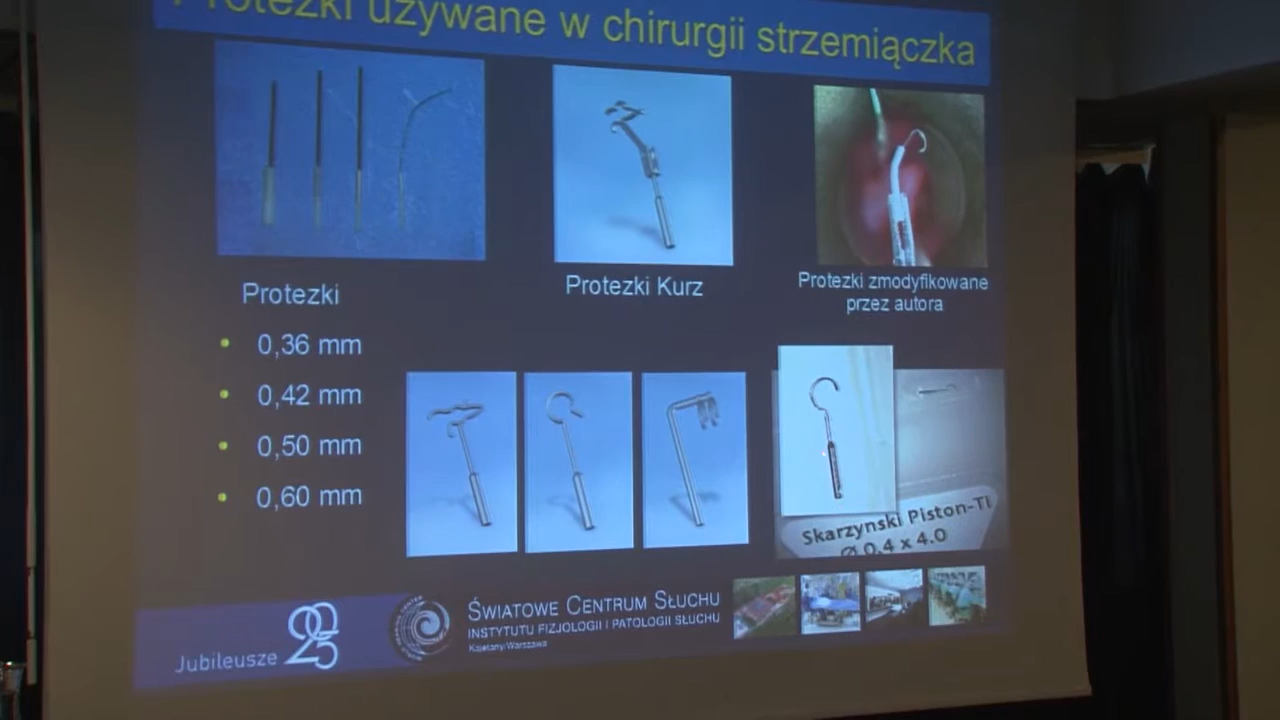 Protezki używane w chirurgii strzemiączka
Protezki
• 0,36 mm
• 0,42 mm
• 0,50 mm
• 0,60 mm
Protezki Kurz
Protezki zmodyfikowane
przez autora
Skarzynski Piston-Ti
Ø 0.4 x 4.0
Jubileusze 25
ŚWIATOWE CENTRUM SŁUCHU
INSTYTUTU FIZJOLOGII I PATOLOGII SŁUCHU
Kajetany/Warszawa